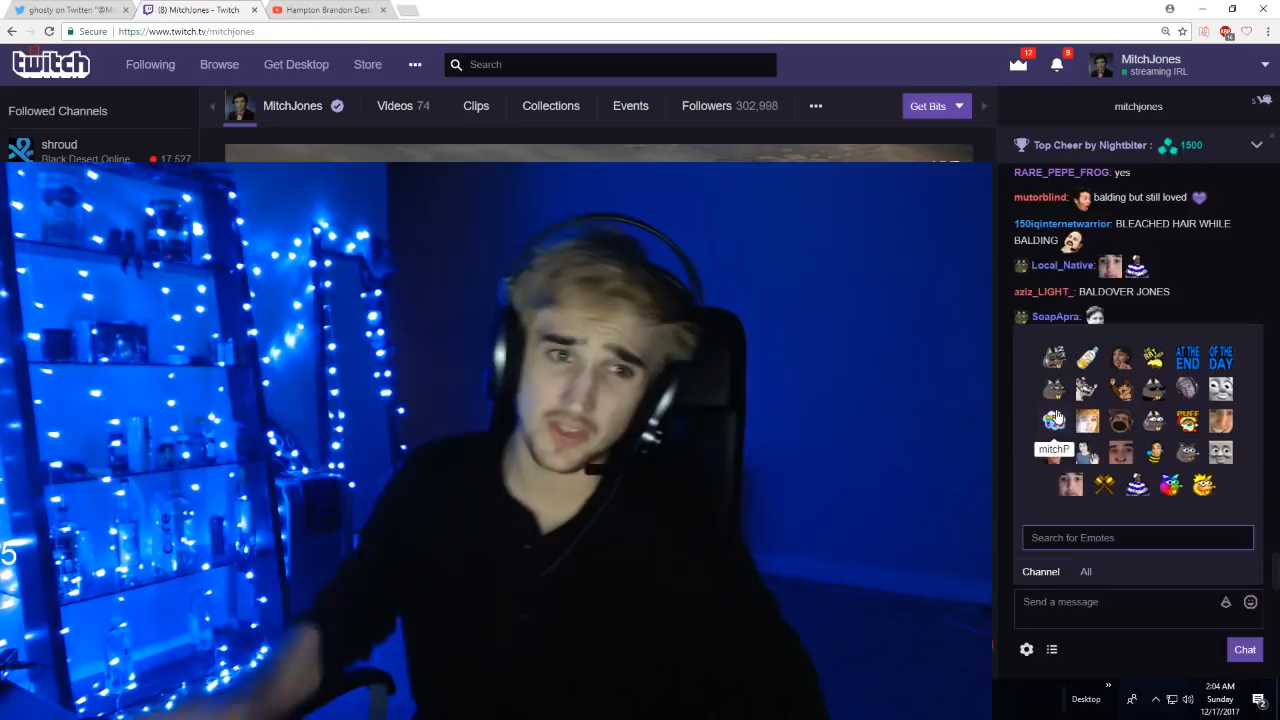 ghosty on Twitter "@Mi
MitchJones - Twitch
Hampton Brandon Dest
Secure
https://www.twitch.tv/mitchjones
twitch
Following
Browse
Get Desktop
Store
Search
12
9
MitchJones
streaming IRL
Followed Channels
MitchJones
Videos 74
Clips
Collections
Events
Followers 302,998
Get Bits
mitchjones
5
shroud
Black Desert Online
17,527
Top Cheer by Nightbiter :
1500
RARE_PEPE_FROG: yes
mutorblind: balding but still loved
150iqinternetwarrior: BLEACHED HAIR WHILE
BALDING
Local_Native:
aziz_LIGHT_: BALDOVER JONES
SoapApra:
AT THE
END
OF THE
DAY
PUFF
mitchP
Search for Emotes
Channel
All
Send a message
Chat
5
Desktop
2:04 AM
Sunday
12/17/2017
2